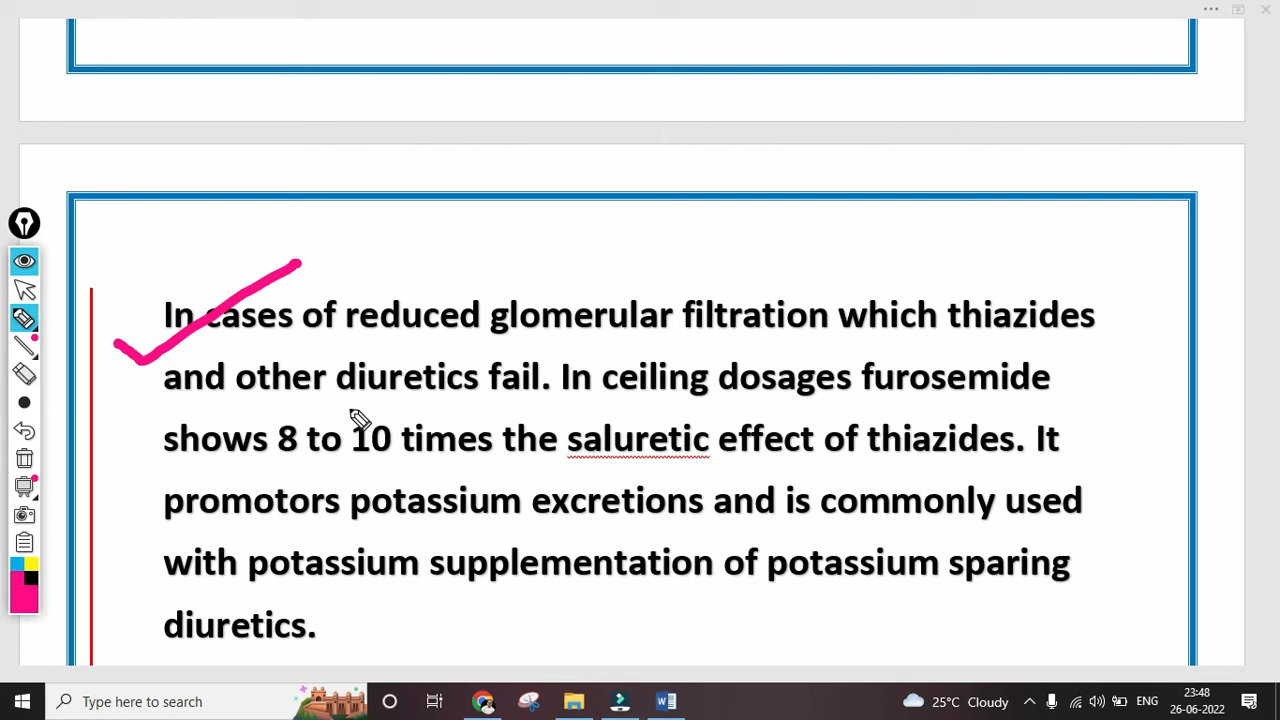 In cases of reduced glomerular filtration which thiazides
and other diuretics fail. In ceiling dosages furosemide
shows 8 to 10 times the saluretic effect of thiazides. It
promotors potassium excretions and is commonly used
with potassium supplementation of potassium sparing
diuretics.
Type here to search
25°C Cloudy
ENG
23:48
26-06-2022